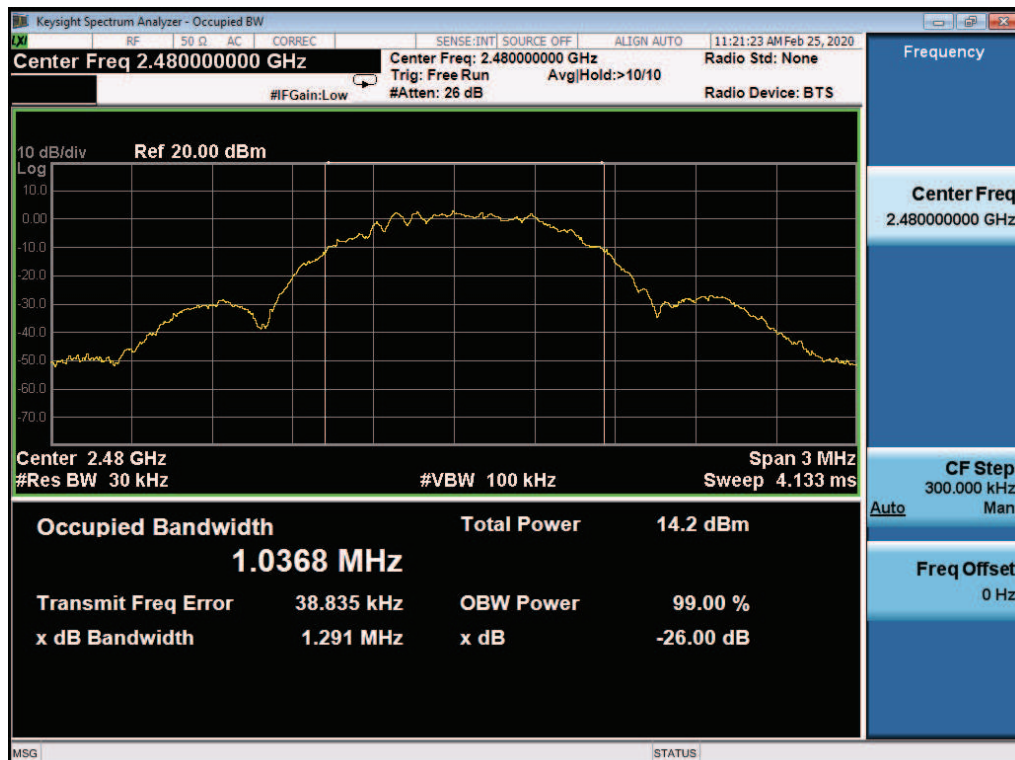 Keysight Spectrum Analyzer - Occupied BW
LXI RF 50 Ω AC CORREC SENSE:INT SOURCE OFF ALIGN AUTO 11:21:23 AM Feb 25, 2020
Center Freq 2.480000000 GHz
Center Freq: 2.480000000 GHz Radio Std: None
Trig: Free Run Avg|Hold:>10/10
#IFGain:Low #Atten: 26 dB Radio Device: BTS
Frequency
10 dB/div Ref 20.00 dBm
Log
10.0
0.00
-10.0
-20.0
-30.0
-40.0
-50.0
-60.0
-70.0
Center 2.48 GHz Span 3 MHz
#Res BW 30 kHz #VBW 100 kHz Sweep 4.133 ms
Occupied Bandwidth Total Power 14.2 dBm
1.0368 MHz
Transmit Freq Error 38.835 kHz OBW Power 99.00 %
x dB Bandwidth 1.291 MHz x dB -26.00 dB
Center Freq
2.480000000 GHz
CF Step
300.000 kHz
Auto Man
Freq Offset
0 Hz
MSG STATUS